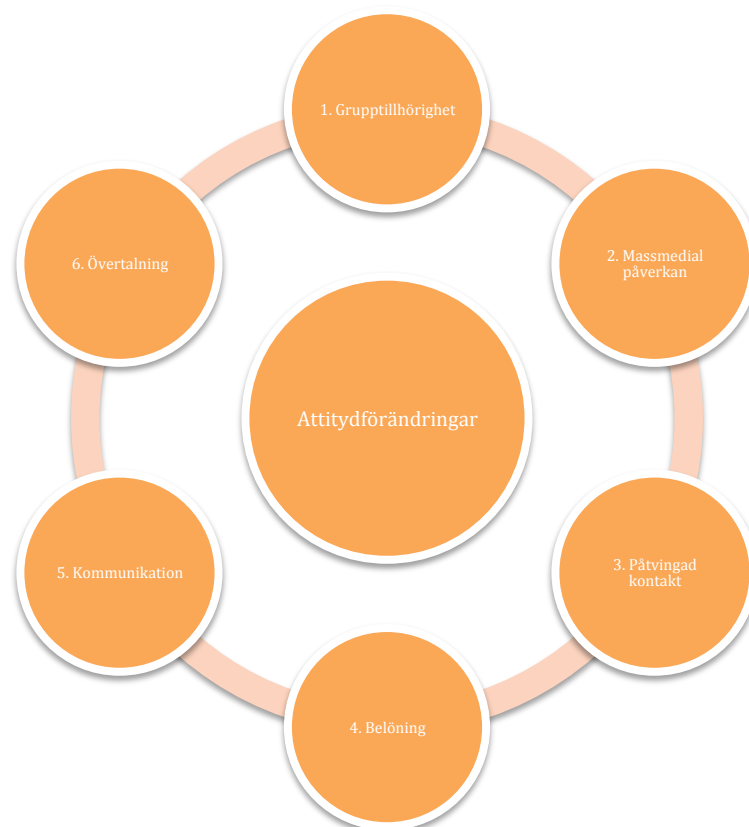 1. Grupptillhörighet
2. Massmedial
påverkan
3. Påtvingad
kontakt
4. Belöning
5. Kommunikation
6. Övertalning
Attitydförändringar